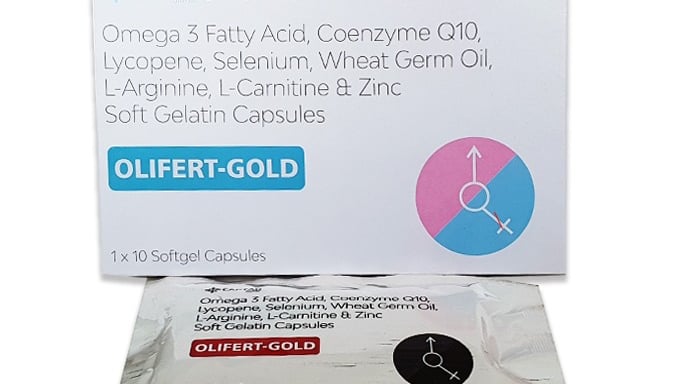 Omega 3 Fatty Acid, Coenzyme Q10,
Lycopene, Selenium, Wheat Germ Oil,
L-Arginine, L-Carnitine & Zinc
Soft Gelatin Capsules
OLIFERT-GOLD
1 x 10 Softgel Capsules
Omega 3 Fatty Acid, Coenzyme Q10,
Lycopene, Selenium, Wheat Germ Oil,
L-Arginine, L-Carnitine & Zinc
Soft Gelatin Capsules
OLIFERT-GOLD